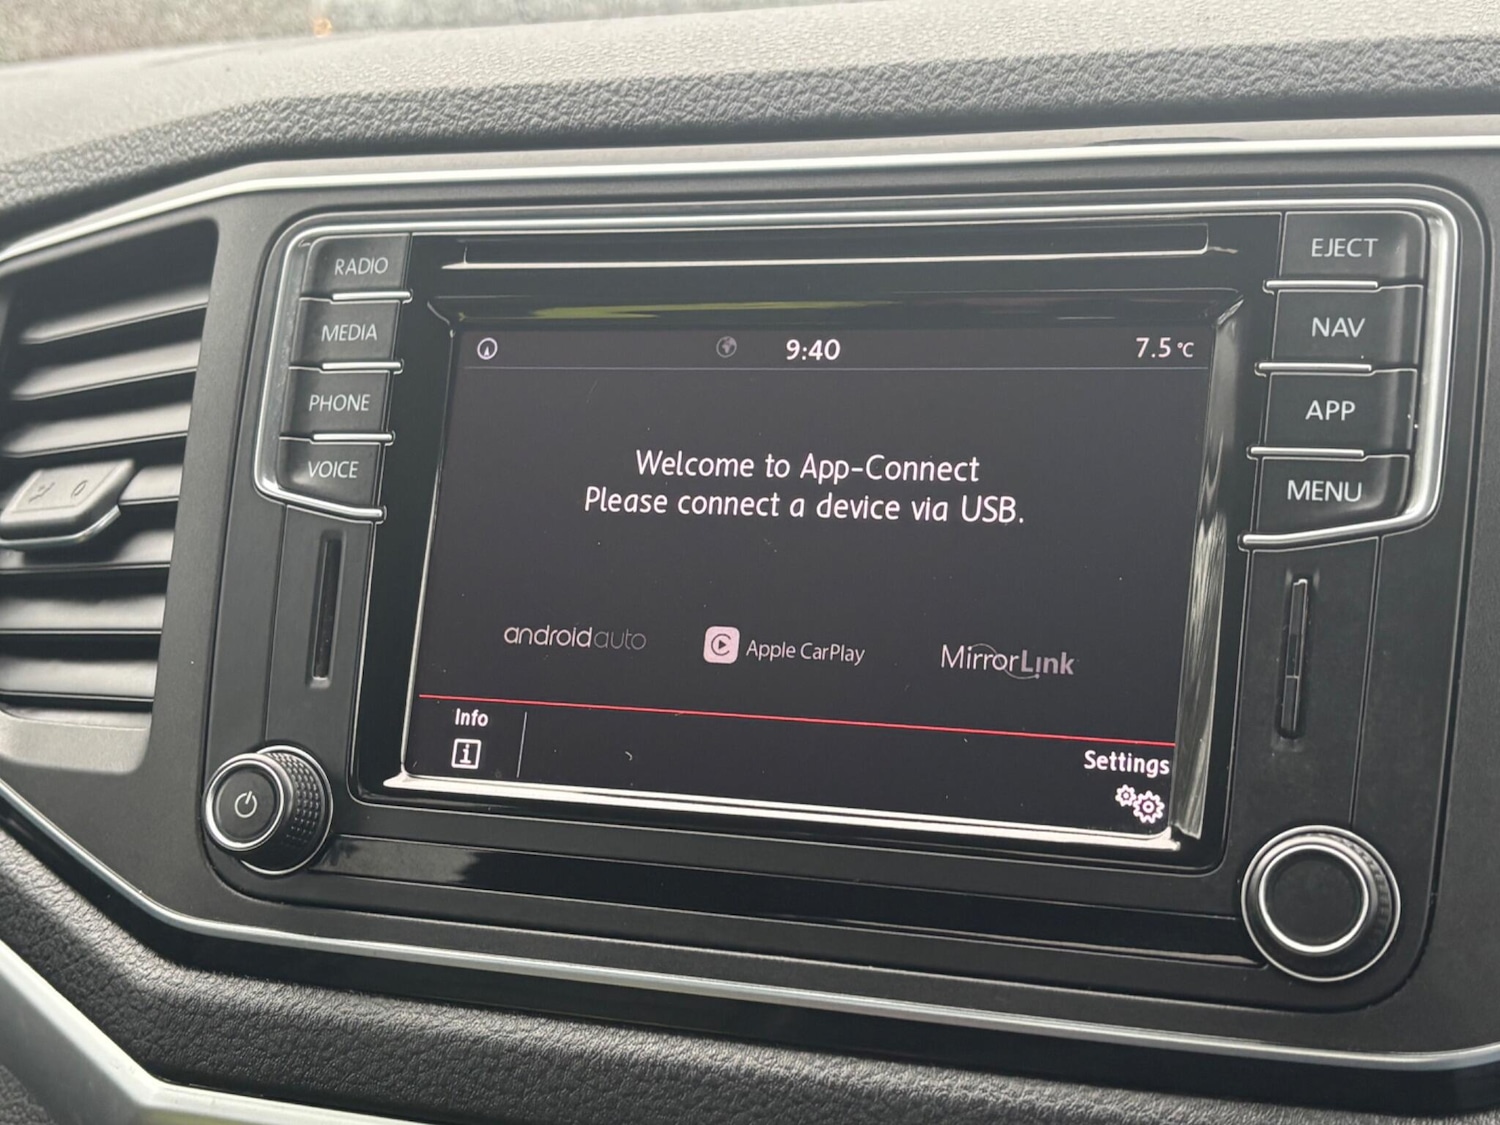 RADIO
MEDIA
PHONE
VOICE
9:40
7.5 °C
Welcome to App-Connect
Please connect a device via USB.
androidauto
Apple CarPlay
MirrorLink
Info
i
Settings
EJECT
NAV
APP
MENU